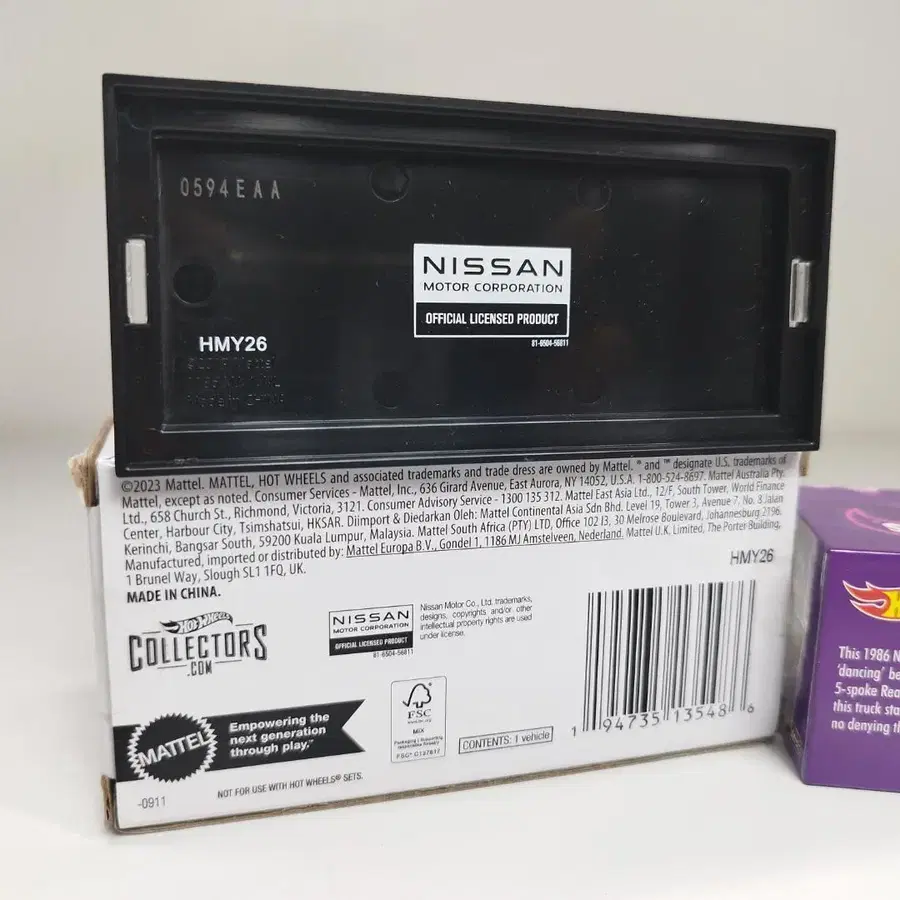 0594EAA
NISSAN
MOTOR CORPORATION
OFFICIAL LICENSED PRODUCT
81-6504-56811
HMY26
©2023 Mattel. MATTEL, HOT WHEELS and associated trademarks and trade dress are owned by Mattel. ® and ™ designate U.S. trademarks of
Mattel, except as noted. Consumer Services - Mattel, Inc., 636 Girard Avenue, East Aurora, NY 14052, U.S.A. 1-800-524-8697. Mattel Australia Pty.
Ltd., 658 Church St., Richmond, Victoria, 3121. Consumer Advisory Service - 1300 135 312. Mattel East Asia Ltd., 12/F, South Tower, World Finance
Center, Harbour City, Tsimshatsui, HKSAR. Diimport & Diedarkan Oleh: Mattel Continental Asia Sdn Bhd. Level 19, Tower 3, Avenue 7, No. 8 Jalan
Kerinchi, Bangsar South, 59200 Kuala Lumpur, Malaysia. Mattel South Africa (PTY) LTD, Office 102 I3, 30 Melrose Boulevard, Johannesburg 2196.
Manufactured, imported or distributed by: Mattel Europa B.V., Gondel 1, 1186 MJ Amstelveen, Nederland. Mattel U.K. Limited, The Porter Building,
1 Brunel Way, Slough SL1 1FQ, UK.
MADE IN CHINA.
HMY26
HOT WHEELS
COLLECTORS
.COM
NISSAN
MOTOR CORPORATION
OFFICIAL LICENSED PRODUCT
81-6504-56811
Nissan Motor Co., Ltd. trademarks,
designs, copyrights and/or other
intellectual property rights are used
under license.
MATTEL
Empowering the
next generation
through play.™
FSC
MIX
CONTENTS: 1 vehicle
1 94735 13548 6
-0911
NOT FOR USE WITH HOT WHEELS® SETS.
This 1986 N
'dancing' be
5-spoke Rea
this truck sta
no denying th